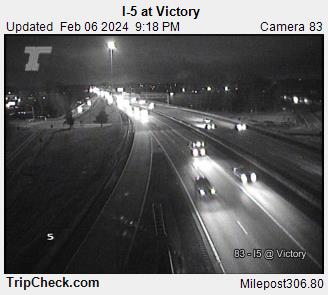 I-5 at Victory
Updated Feb 06 2024 9:18 PM Camera 83
T
S
83 - I5 @ Victory
TripCheck.com Milepost306.80